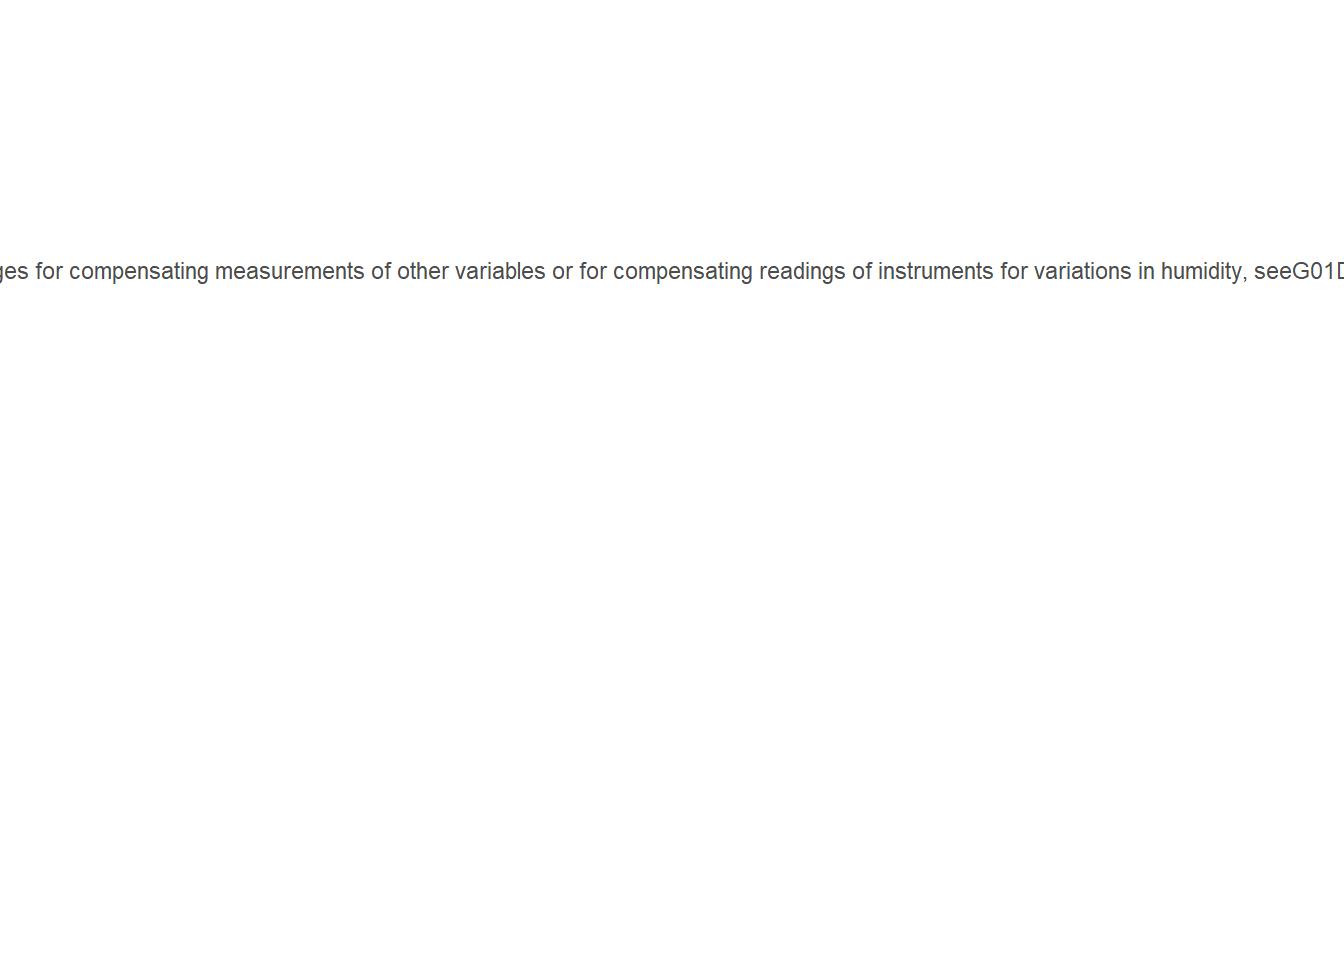 ges for compensating measurements of other variables or for compensating readings of instruments for variations in humidity, seeG01D